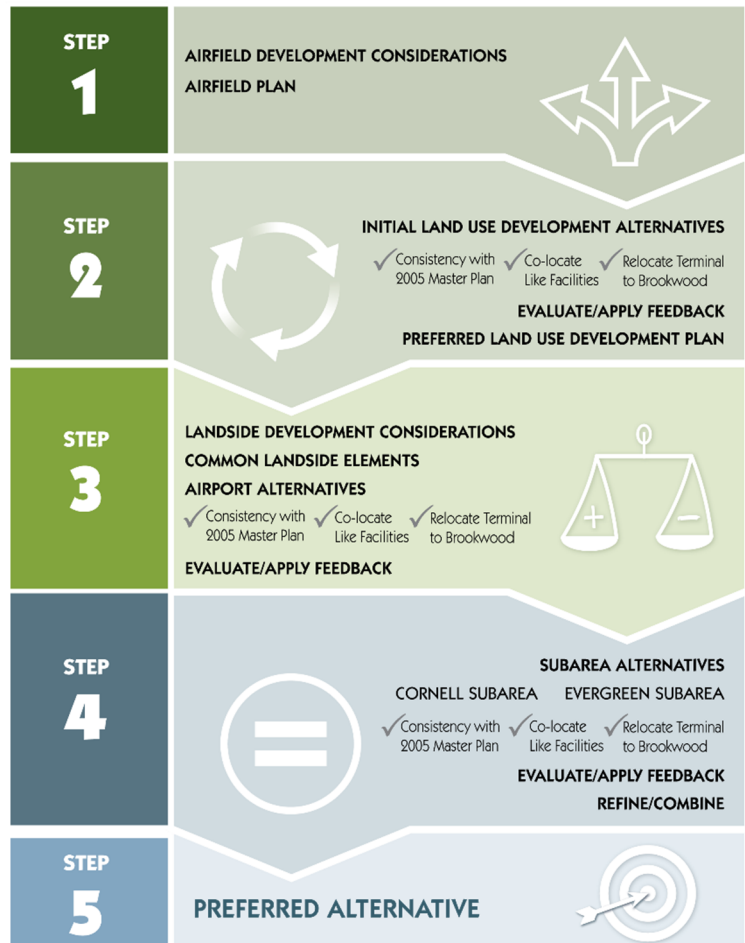 STEP
1
AIRFIELD DEVELOPMENT CONSIDERATIONS
AIRFIELD PLAN
STEP
2
INITIAL LAND USE DEVELOPMENT ALTERNATIVES
Consistency with
2005 Master Plan
Co-locate
Like Facilities
Relocate Terminal
to Brookwood
EVALUATE/APPLY FEEDBACK
PREFERRED LAND USE DEVELOPMENT PLAN
STEP
3
LANDSIDE DEVELOPMENT CONSIDERATIONS
COMMON LANDSIDE ELEMENTS
AIRPORT ALTERNATIVES
Consistency with
2005 Master Plan
Co-locate
Like Facilities
Relocate Terminal
to Brookwood
EVALUATE/APPLY FEEDBACK
STEP
4
SUBAREA ALTERNATIVES
CORNELL SUBAREA EVERGREEN SUBAREA
Consistency with
2005 Master Plan
Co-locate
Like Facilities
Relocate Terminal
to Brookwood
EVALUATE/APPLY FEEDBACK
REFINE/COMBINE
STEP
5
PREFERRED ALTERNATIVE